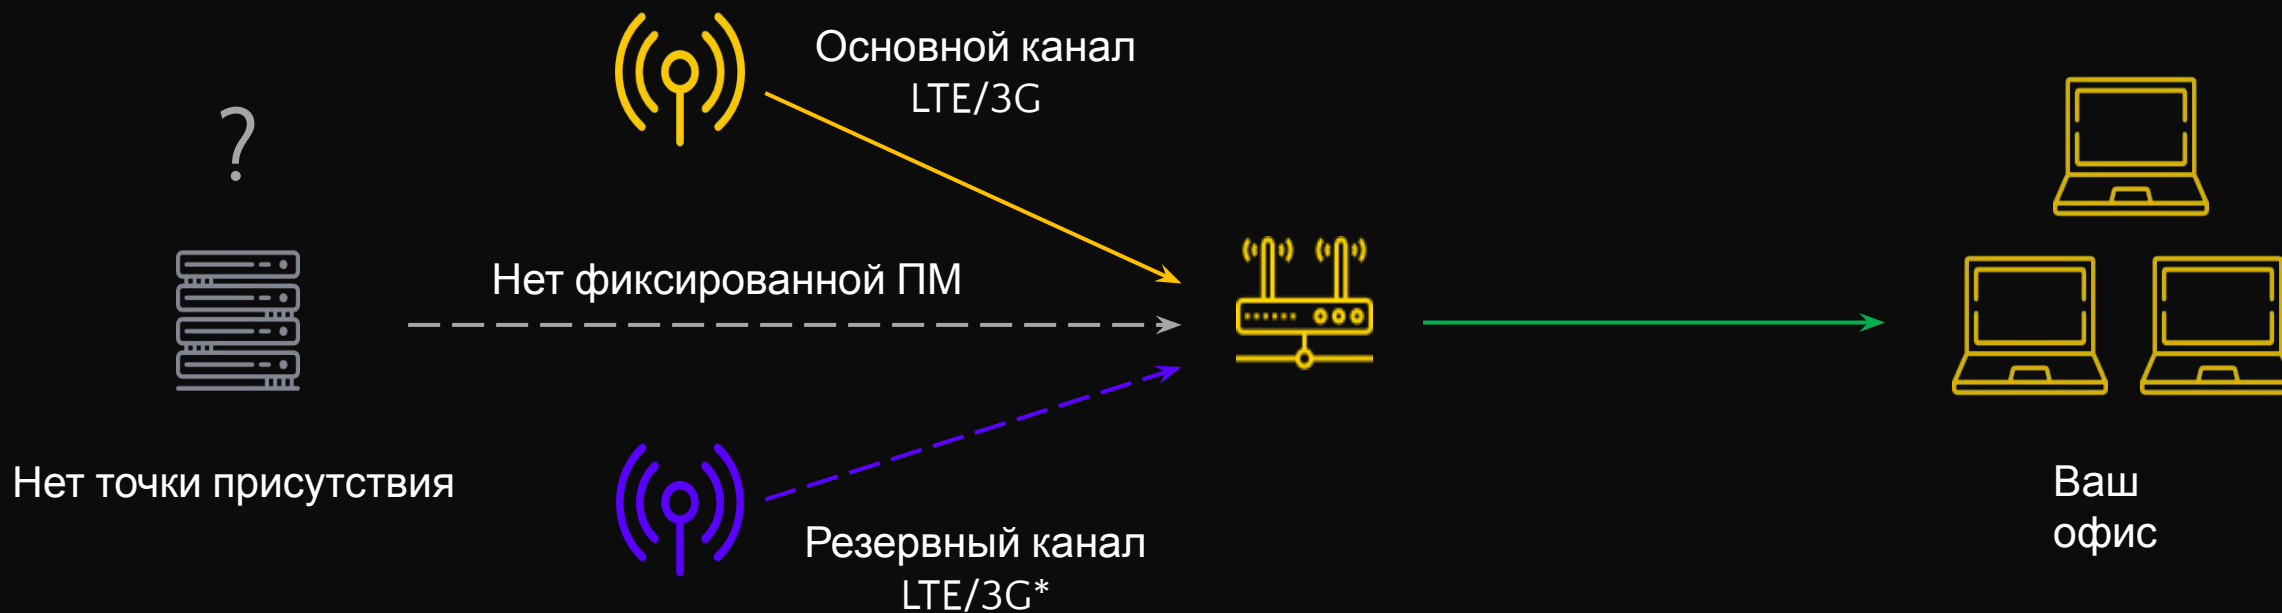 Основной канал
LTE/3G
?
Нет фиксированной ПМ
Нет точки присутствия
Резервный канал
LTE/3G*
Ваш
офис